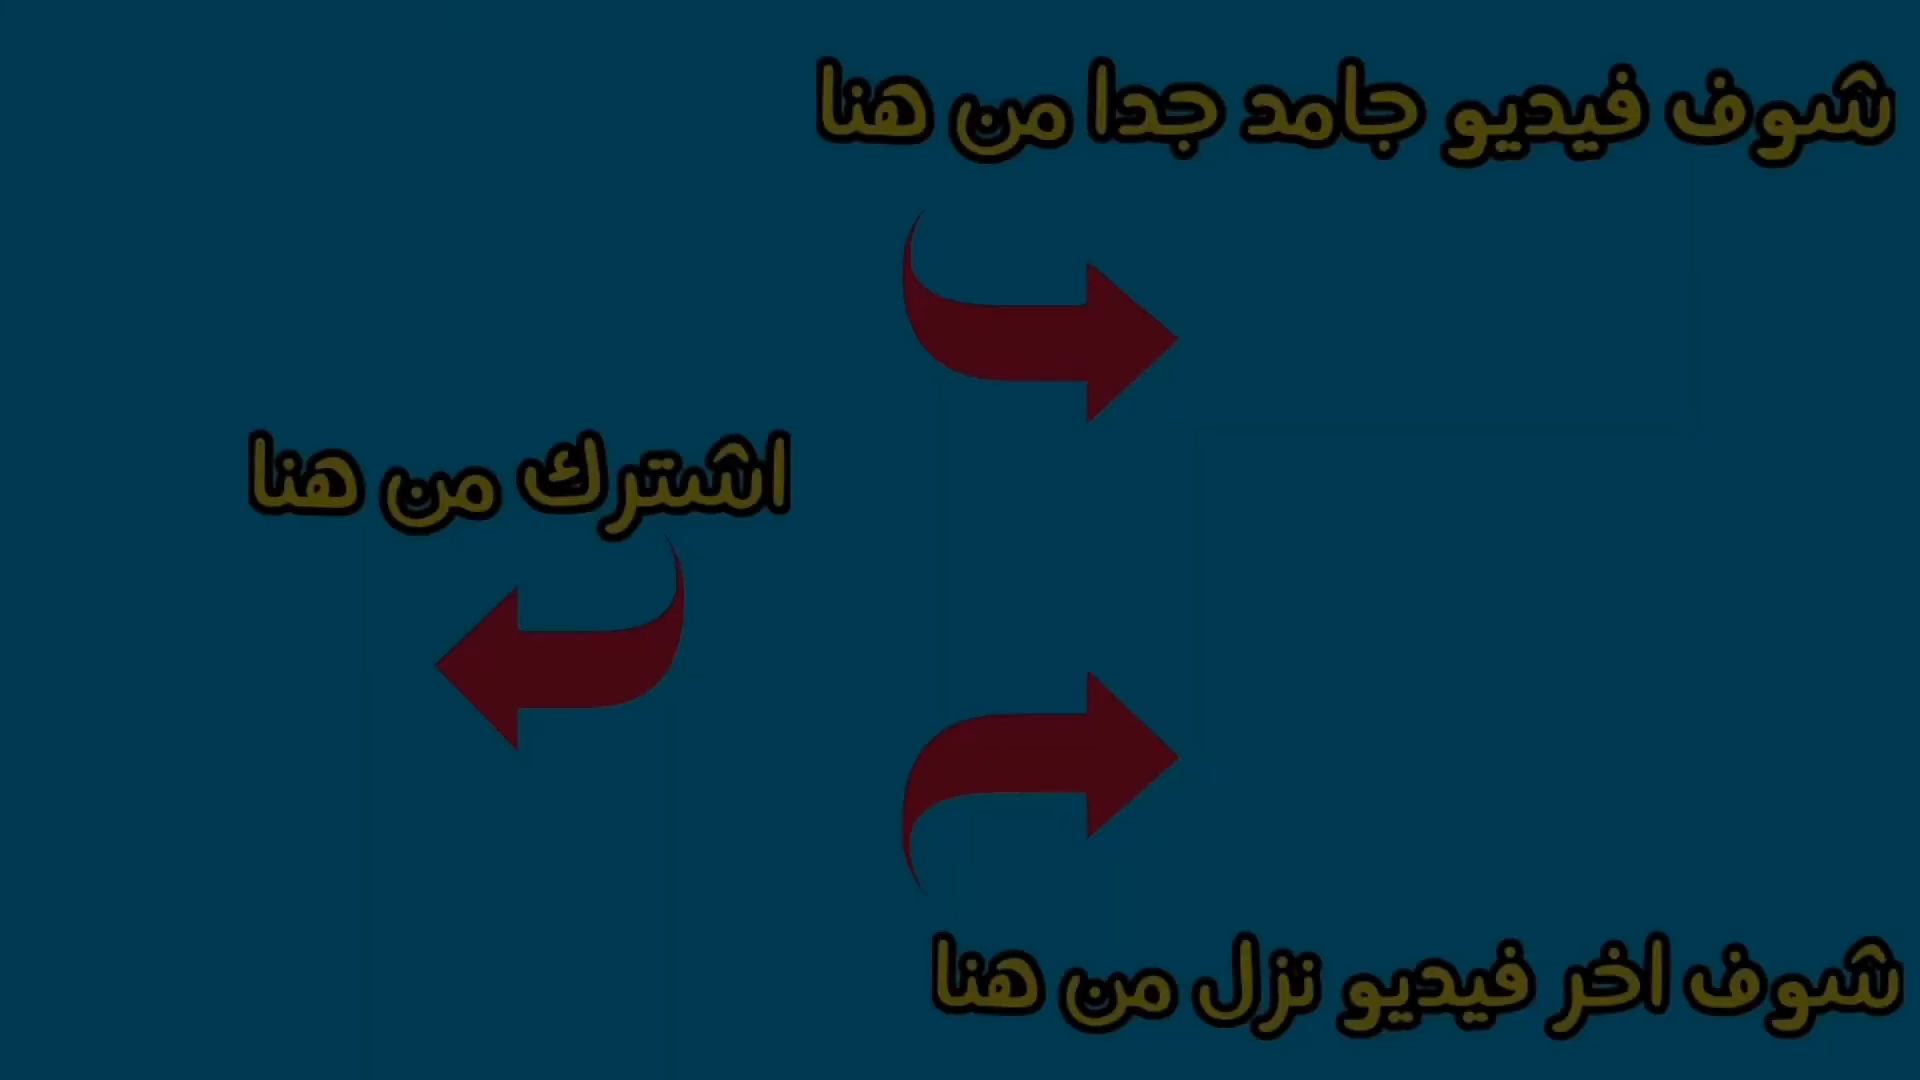 شوف فيديو جامد جدا من هنا
اشترك من هنا
شوف اخر فيديو نزل من هنا